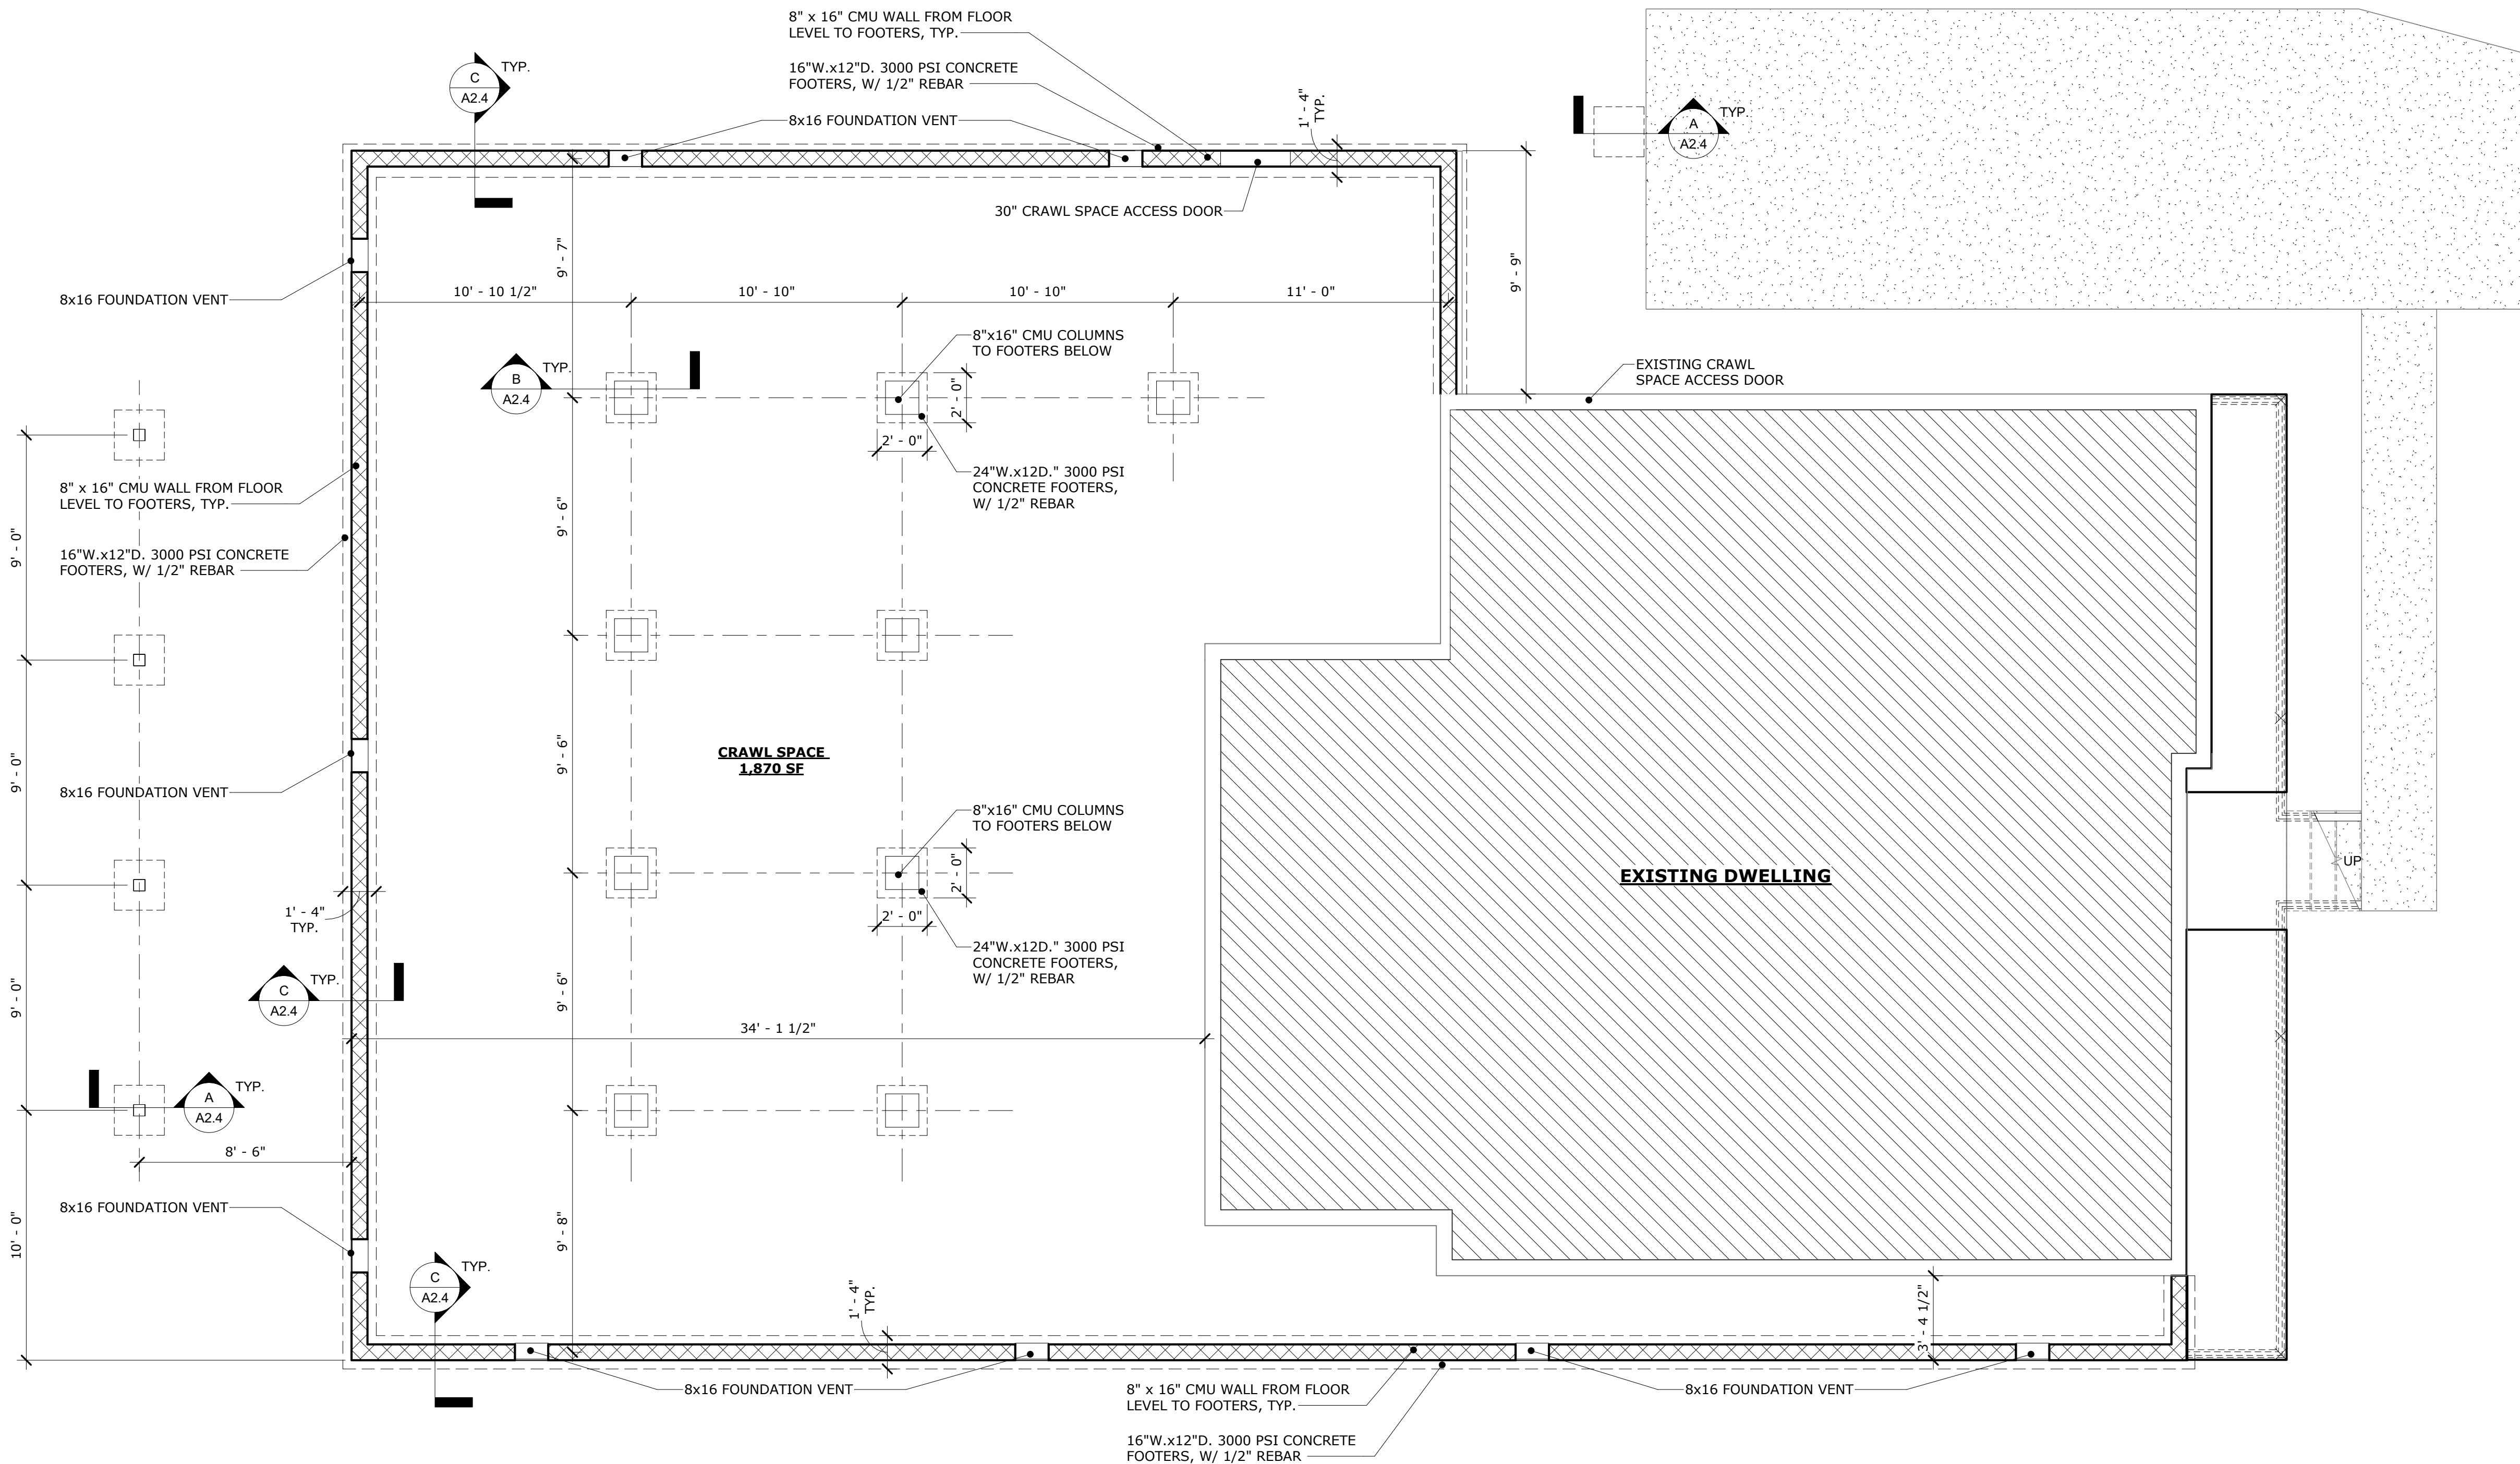 8" x 16" CMU WALL FROM FLOOR
LEVEL TO FOOTERS, TYP.
16"W.x12"D. 3000 PSI CONCRETE
FOOTERS, W/ 1/2" REBAR
8x16 FOUNDATION VENT
C
A2.4
TYP.
1' - 4"
TYP.
A
A2.4
TYP.
30" CRAWL SPACE ACCESS DOOR
9' - 7"
9' - 9"
8x16 FOUNDATION VENT
10' - 10 1/2"
10' - 10"
10' - 10"
11' - 0"
8"x16" CMU COLUMNS
TO FOOTERS BELOW
B
A2.4
TYP.
EXISTING CRAWL
SPACE ACCESS DOOR
2' - 0"
2' - 0"
24"W.x12D." 3000 PSI
CONCRETE FOOTERS,
W/ 1/2" REBAR
8" x 16" CMU WALL FROM FLOOR
LEVEL TO FOOTERS, TYP.
9' - 6"
9' - 0"
16"W.x12"D. 3000 PSI CONCRETE
FOOTERS, W/ 1/2" REBAR
CRAWL SPACE
1,870 SF
9' - 6"
9' - 0"
8x16 FOUNDATION VENT
8"x16" CMU COLUMNS
TO FOOTERS BELOW
2' - 0"
2' - 0"
EXISTING DWELLING
UP
1' - 4"
TYP.
24"W.x12D." 3000 PSI
CONCRETE FOOTERS,
W/ 1/2" REBAR
C
A2.4
TYP.
9' - 0"
9' - 6"
34' - 1 1/2"
A
A2.4
TYP.
8' - 6"
8x16 FOUNDATION VENT
10' - 0"
9' - 8"
C
A2.4
TYP.
1' - 4"
TYP.
3' - 4 1/2"
8x16 FOUNDATION VENT
8" x 16" CMU WALL FROM FLOOR
LEVEL TO FOOTERS, TYP.
8x16 FOUNDATION VENT
16"W.x12"D. 3000 PSI CONCRETE
FOOTERS, W/ 1/2" REBAR